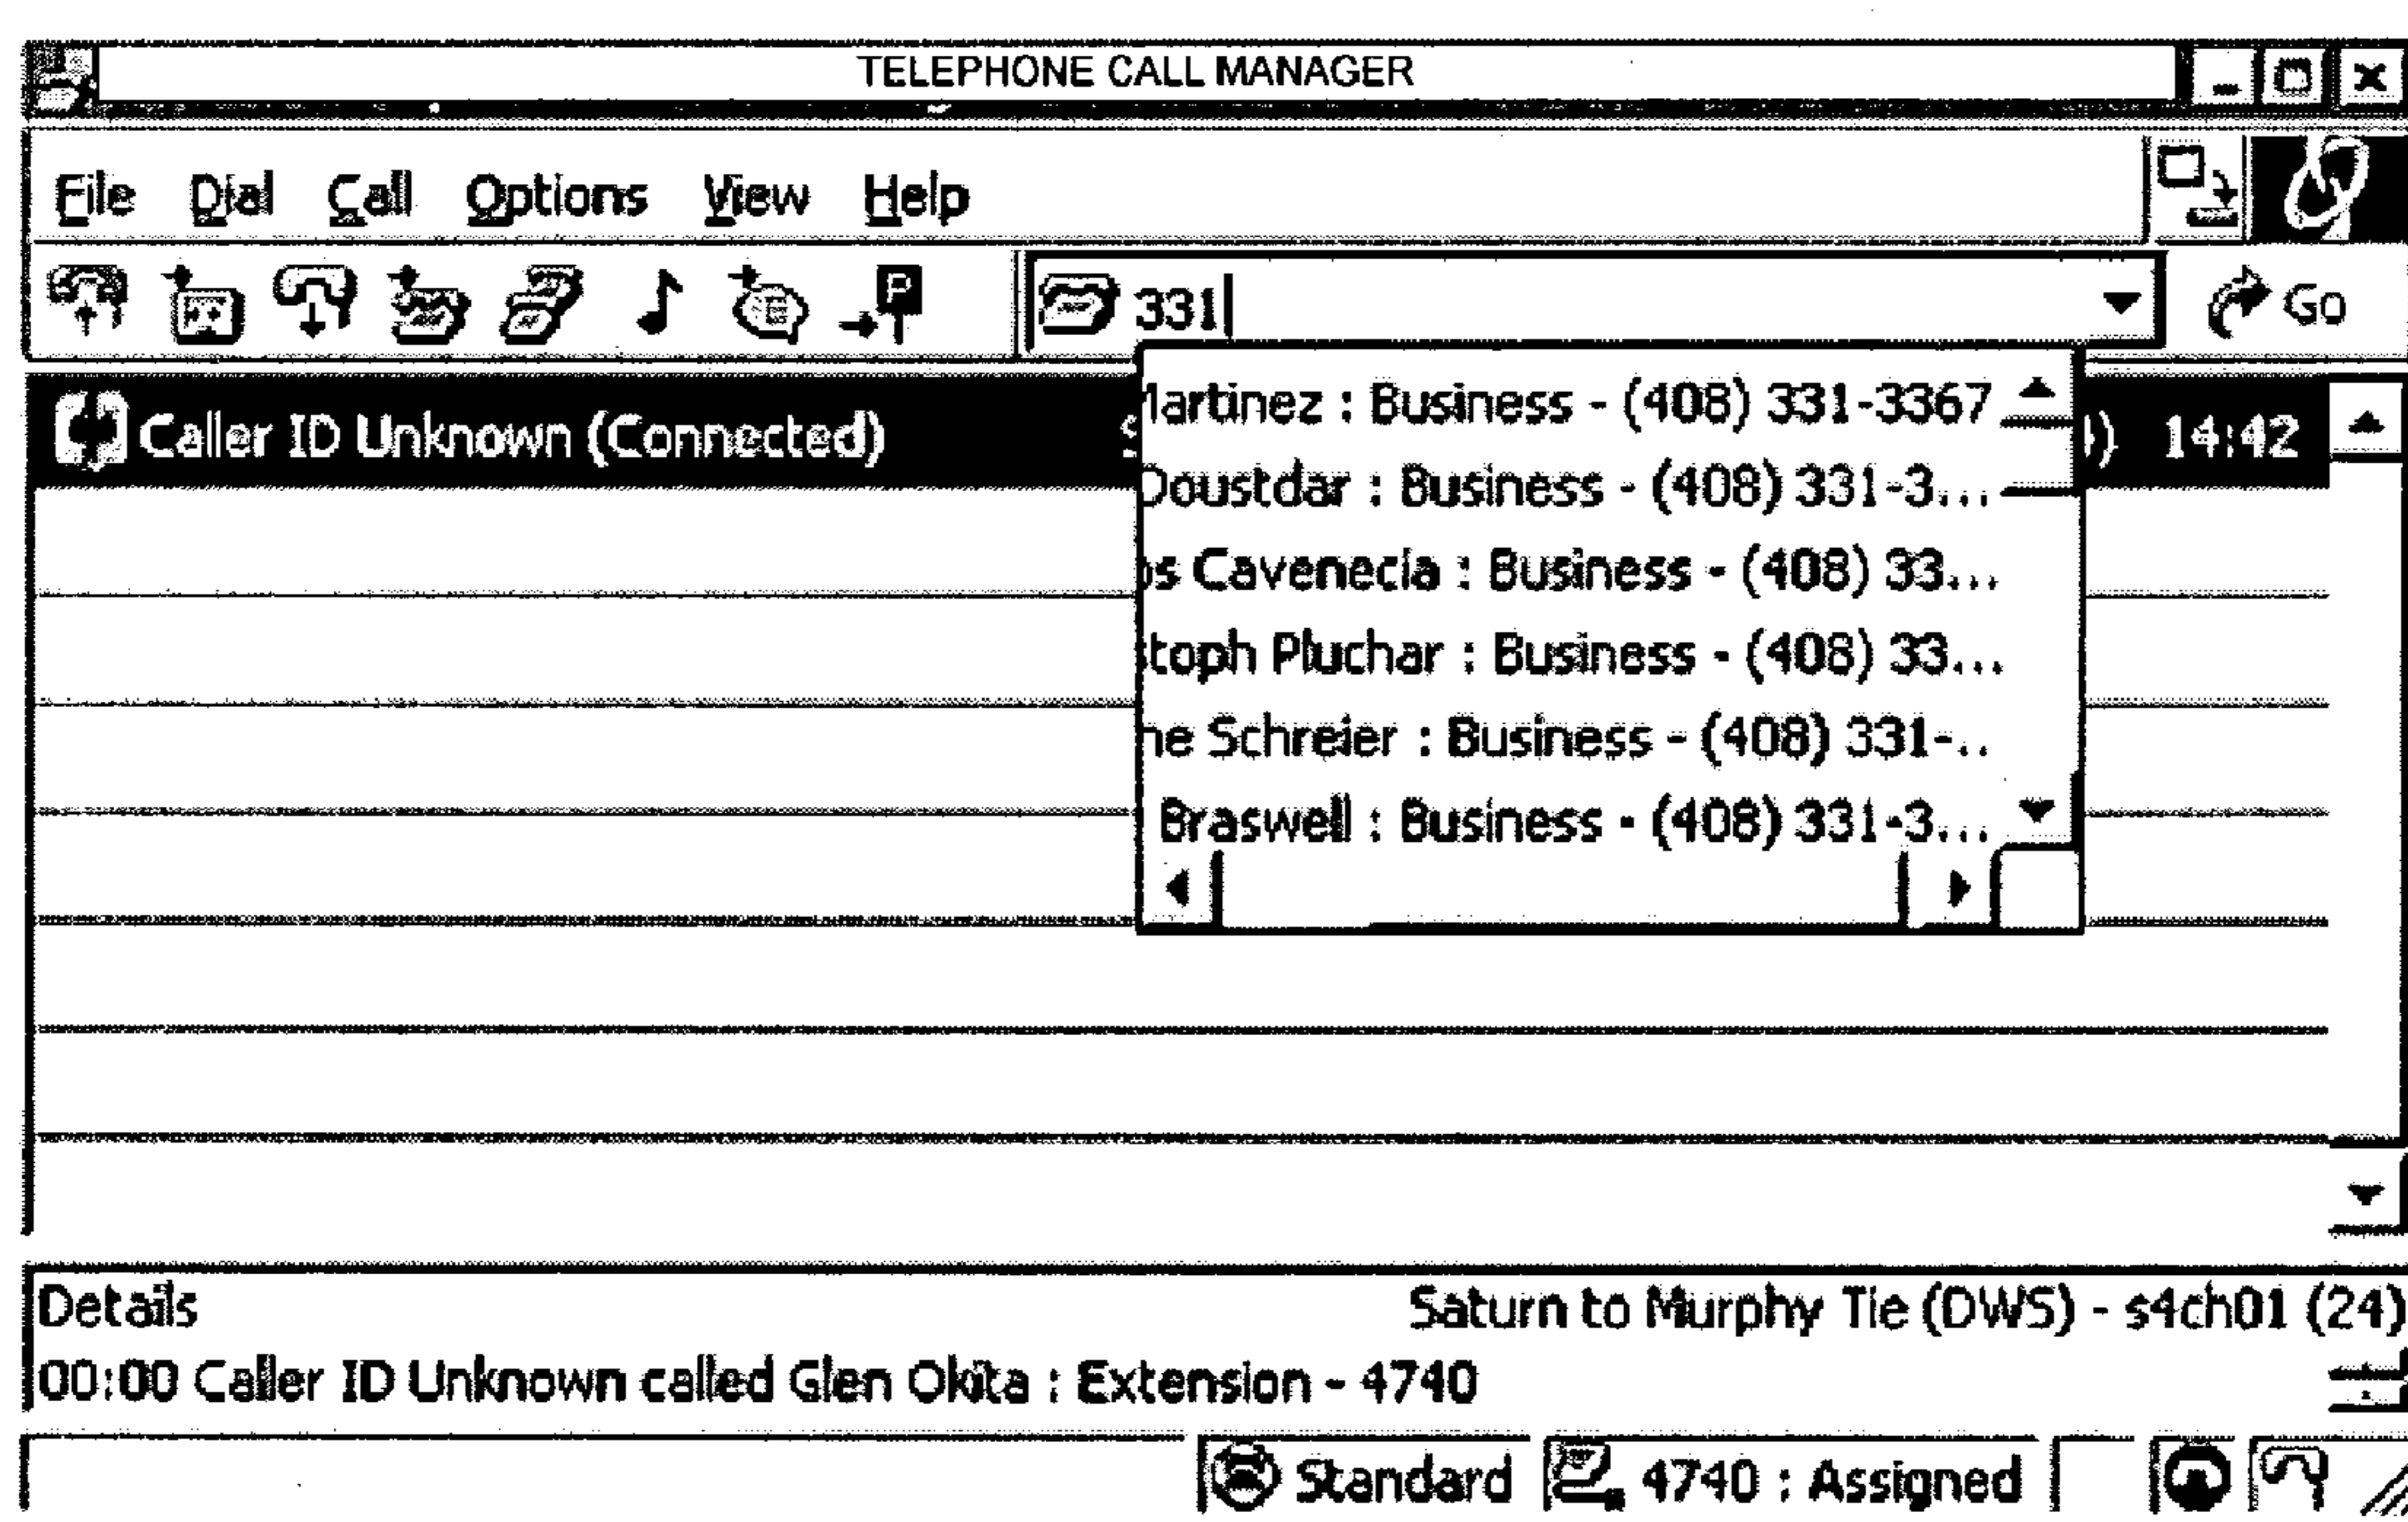 TELEPHONE CALL MANAGER
File Dial Call Options View Help
331 Go
Caller ID Unknown (Connected) 14:42
Martinez : Business - (408) 331-3367
Doustdar : Business - (408) 331-3...
os Cavenecia : Business - (408) 33...
stoph Pluchar : Business - (408) 33...
ne Schreier : Business - (408) 331-..
Braswell : Business - (408) 331-3...
Details Saturn to Murphy Tie (DWS) - s4ch01 (24)
00:00 Caller ID Unknown called Glen Okita : Extension - 4740
Standard 4740 : Assigned